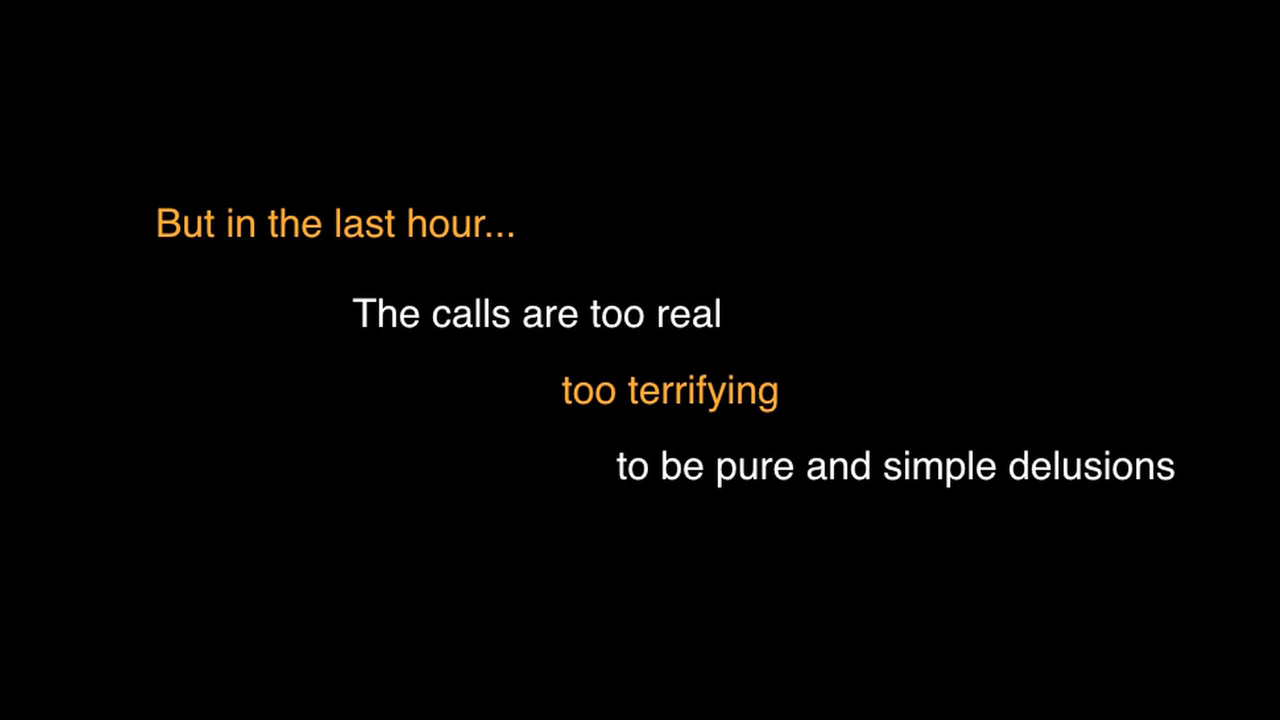 But in the last hour...
The calls are too real
too terrifying
to be pure and simple delusions